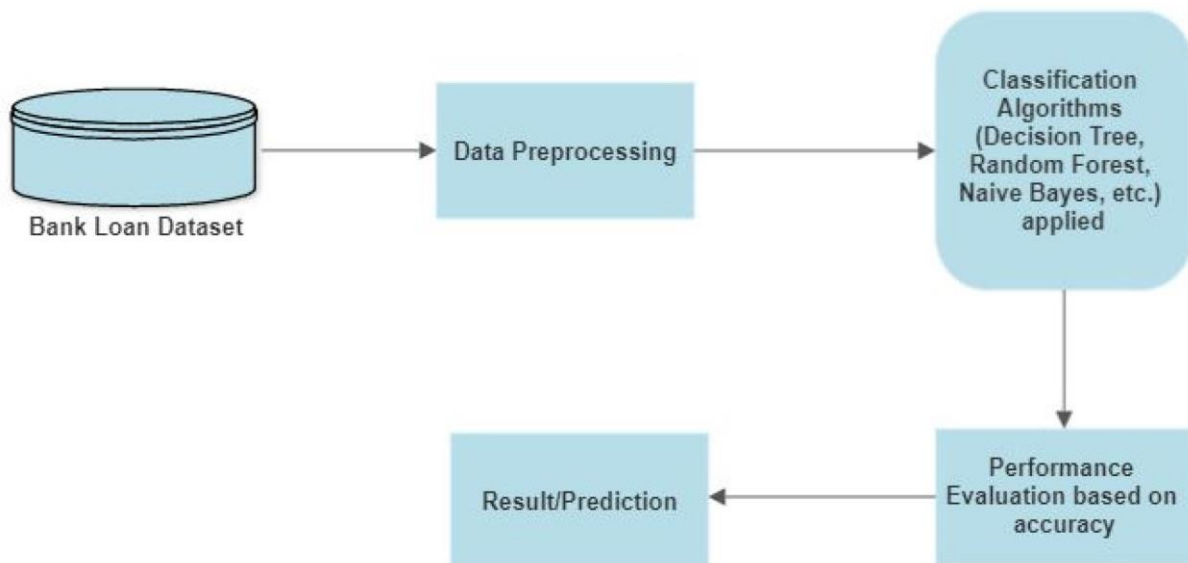 Bank Loan Dataset
Data Preprocessing
Classification
Algorithms
(Decision Tree,
Random Forest,
Naive Bayes, etc.)
applied
Performance
Evaluation based on
accuracy
Result/Prediction